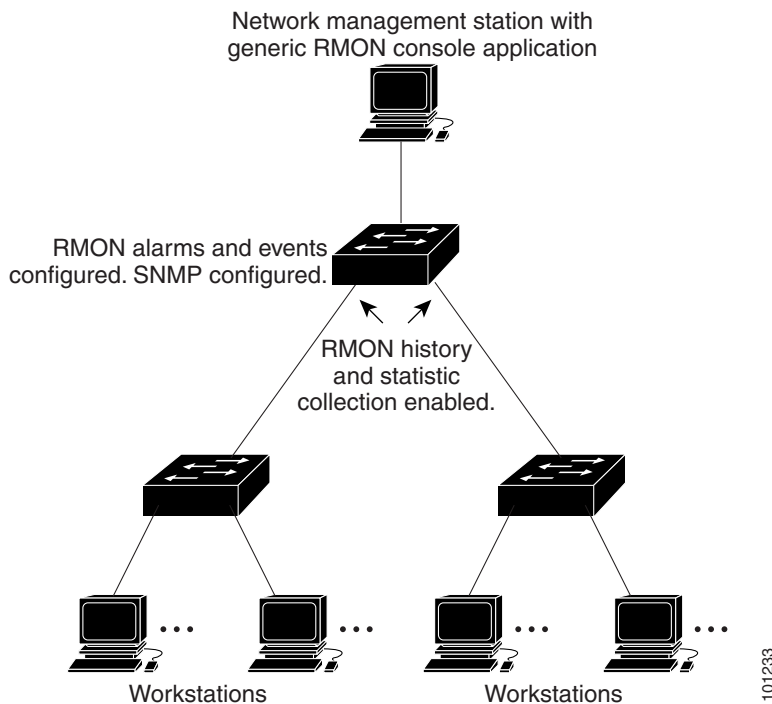 Network management station with
generic RMON console application
RMON alarms and events
configured. SNMP configured.
RMON history
and statistic
collection enabled.
Workstations
Workstations
101233